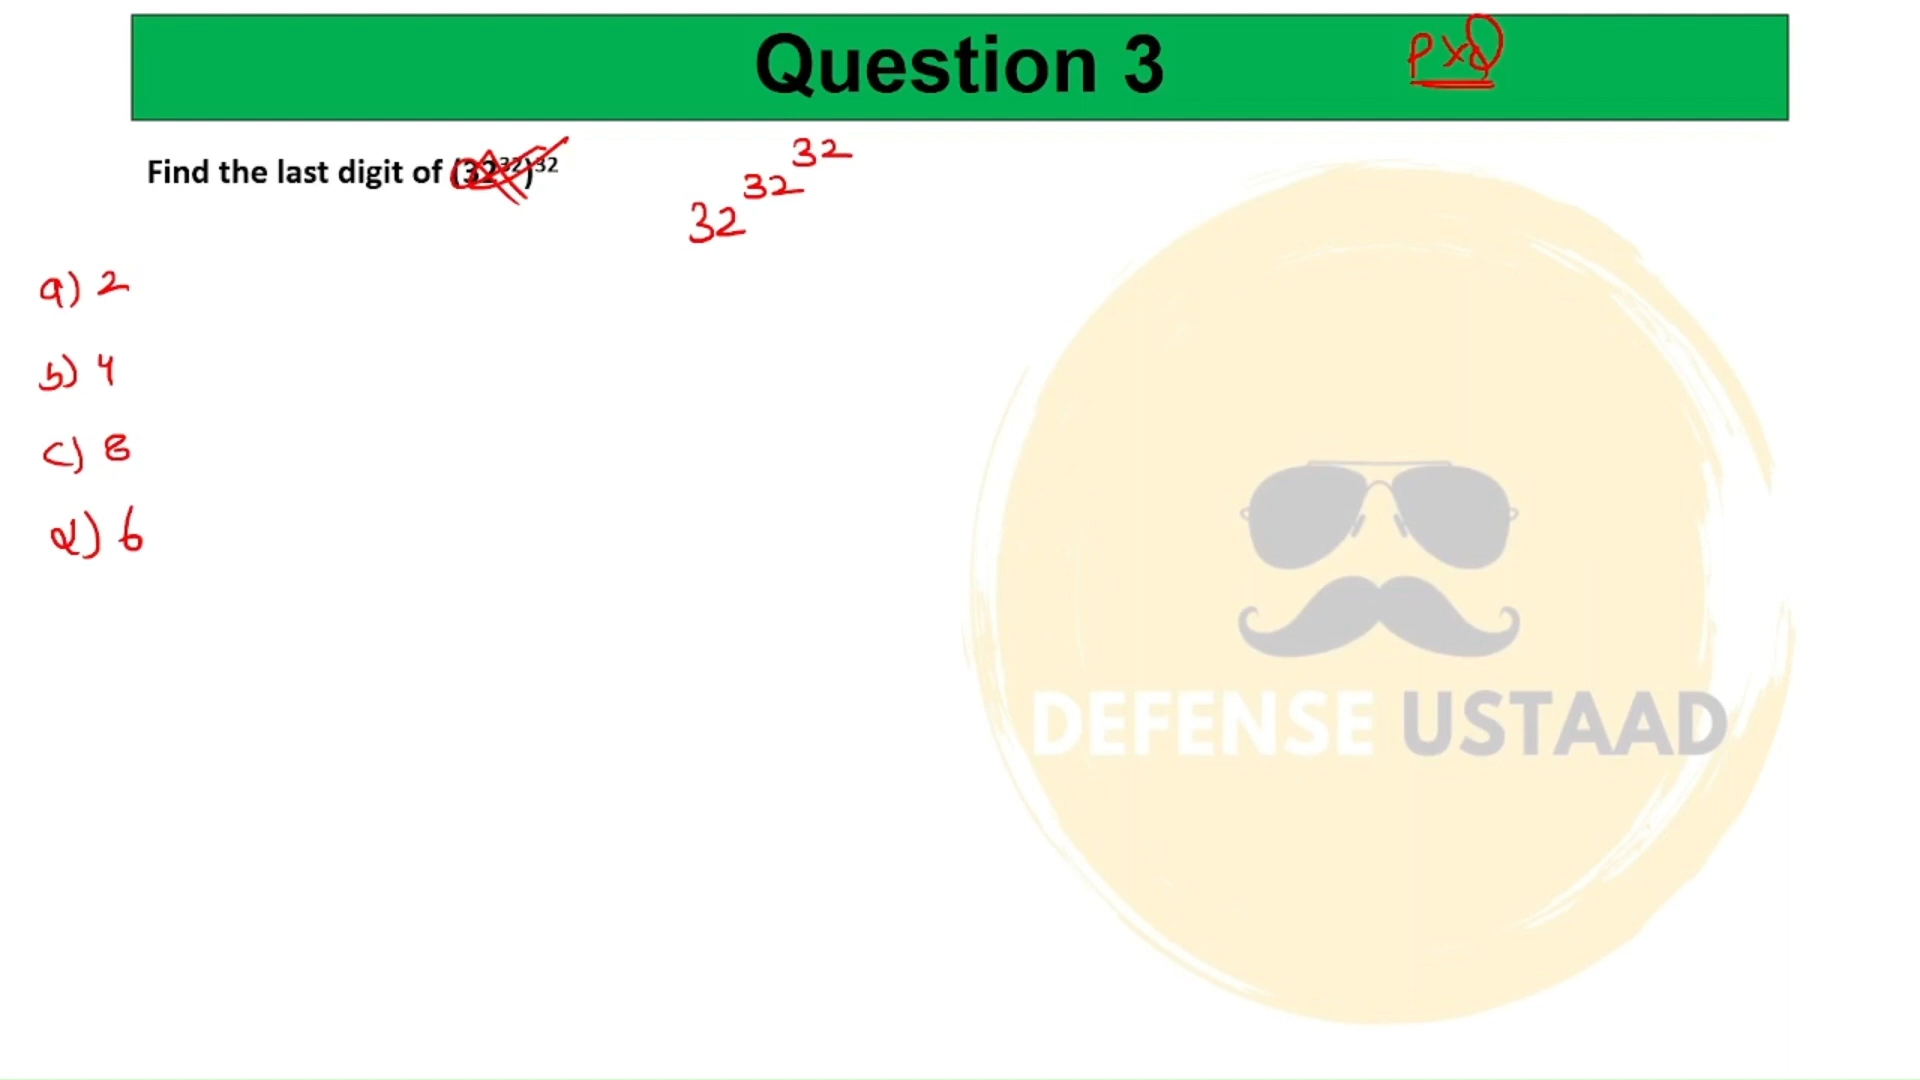 Question 3
P×Q
Find the last digit of (32³²)³²
32^32^32
a) 2
b) 4
c) 8
d) 6
DEFENSE USTAAD